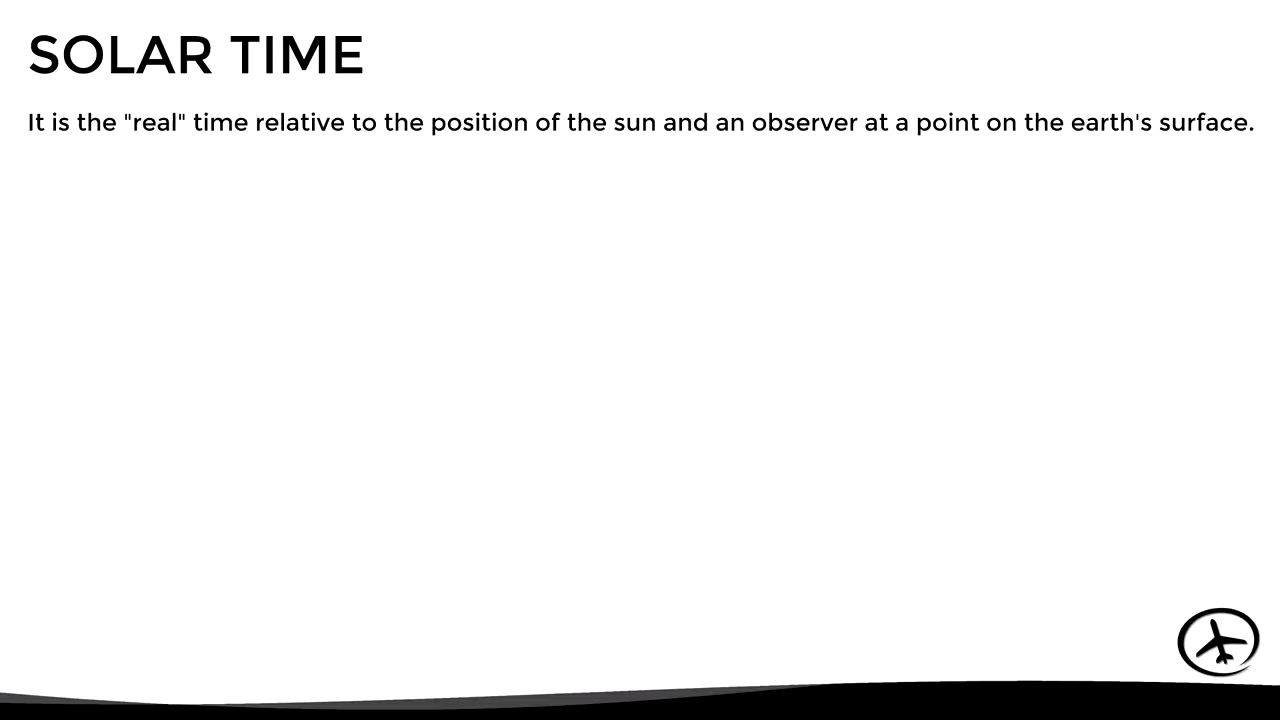 SOLAR TIME
It is the "real" time relative to the position of the sun and an observer at a point on the earth's surface.